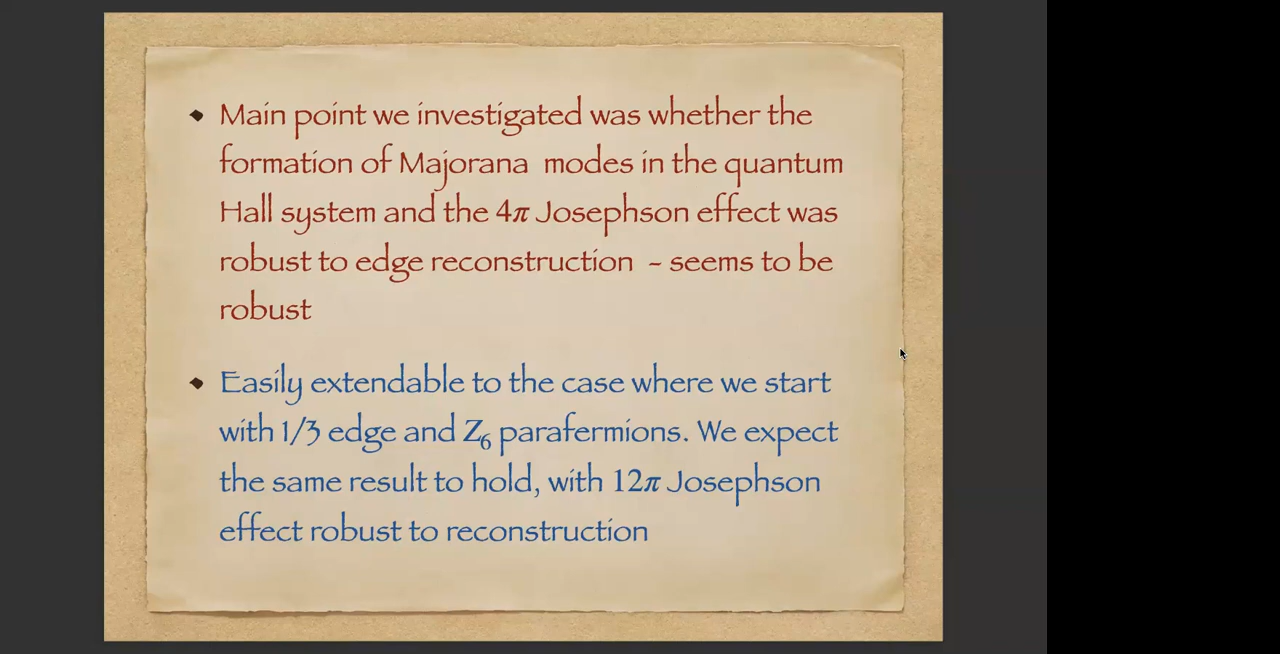 Main point we investigated was whether the
formation of Majorana modes in the quantum
Hall system and the 4π Josephson effect was
robust to edge reconstruction - seems to be
robust
Easily extendable to the case where we start
with 1/3 edge and Z₆ parafermions. We expect
the same result to hold, with 12π Josephson
effect robust to reconstruction